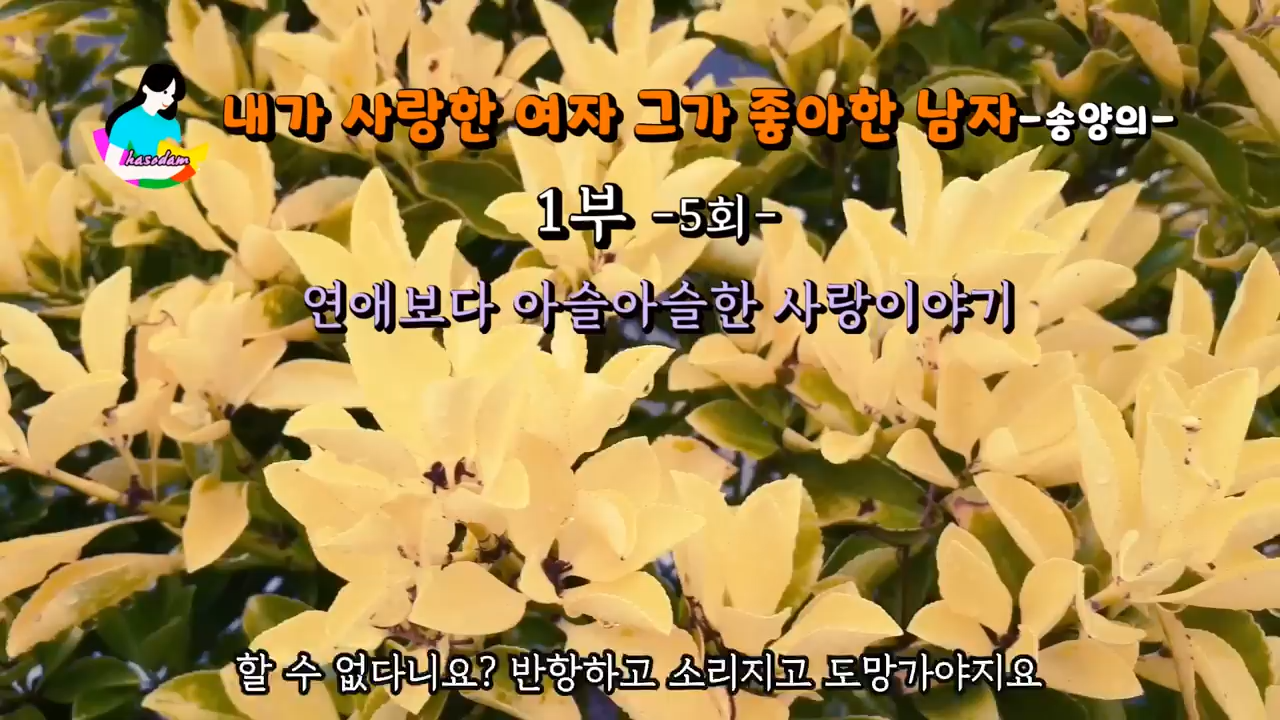 hasodam
내가 사랑한 여자 그가 좋아한 남자-송양의-
1부 -5회-
연애보다 아슬아슬한 사랑이야기
할 수 없다니요? 반항하고 소리지고 도망가야지요